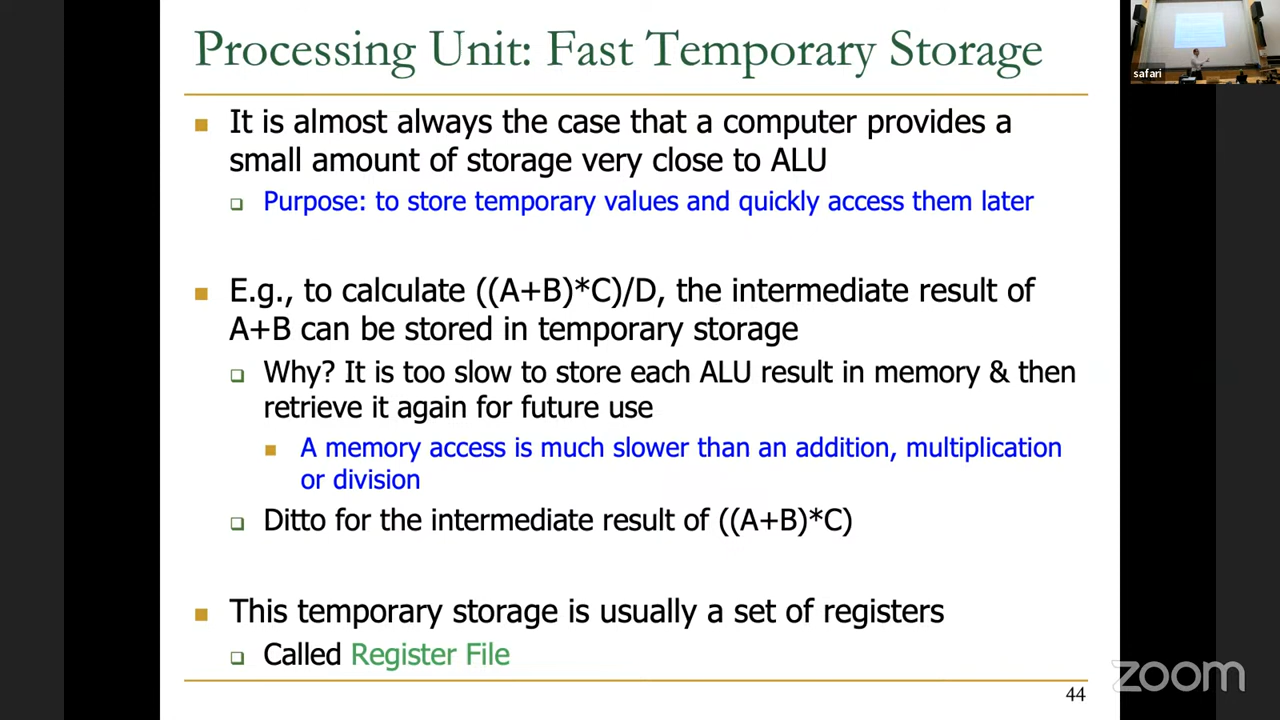 Processing Unit: Fast Temporary Storage
It is almost always the case that a computer provides a
small amount of storage very close to ALU
Purpose: to store temporary values and quickly access them later
E.g., to calculate ((A+B)*C)/D, the intermediate result of
A+B can be stored in temporary storage
Why? It is too slow to store each ALU result in memory & then
retrieve it again for future use
A memory access is much slower than an addition, multiplication
or division
Ditto for the intermediate result of ((A+B)*C)
This temporary storage is usually a set of registers
Called Register File
44
safari
zoom